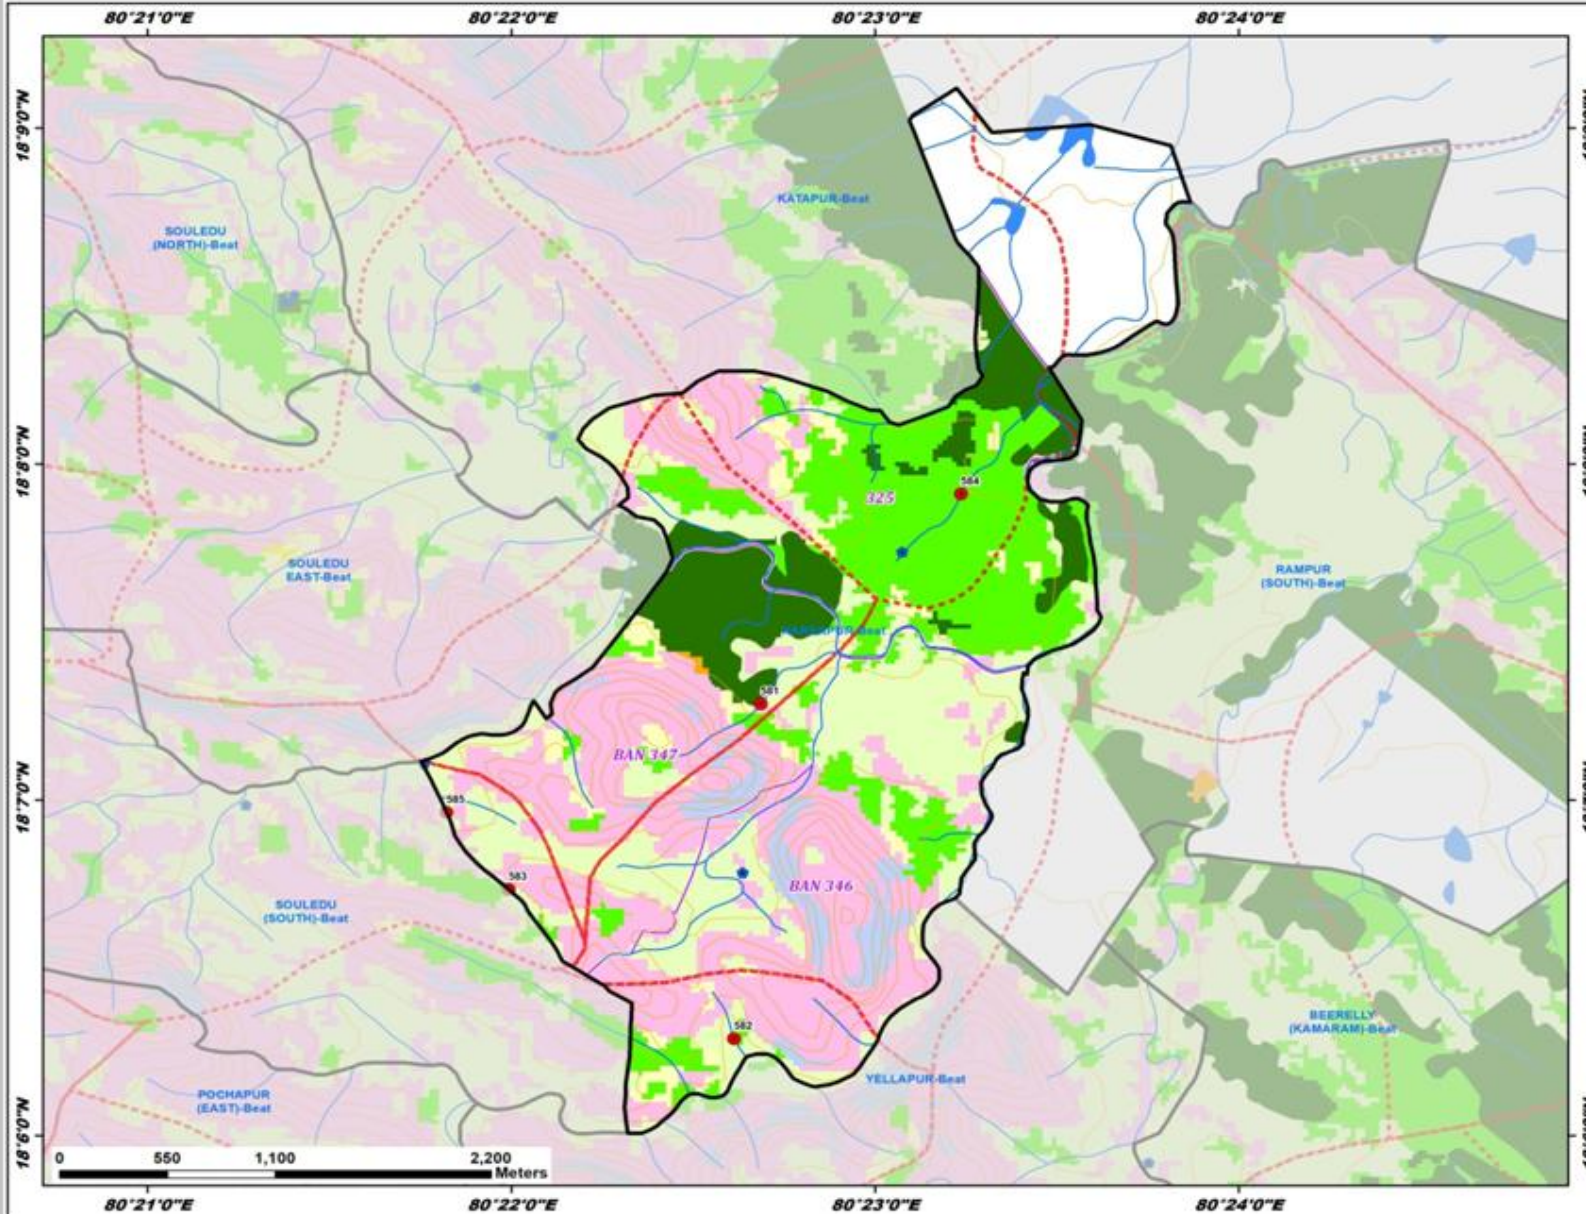 80°21'0"E 80°22'0"E 80°23'0"E 80°24'0"E
18°9'0"N
KATAPUR-Beat
SOULEDU
(NORTH)-Beat
18°8'0"N
584
325
SOULEDU
EAST-Beat
RAMPUR
(SOUTH)-Beat
581
BAN 347
18°7'0"N
585
583
BAN 346
SOULEDU
(SOUTH)-Beat
582
BEERELLY
(KAMARAM)-Beat
YELLAPUR-Beat
POCHAPUR
(EAST)-Beat
18°6'0"N
0 550 1,100 2,200
Meters
80°21'0"E 80°22'0"E 80°23'0"E 80°24'0"E